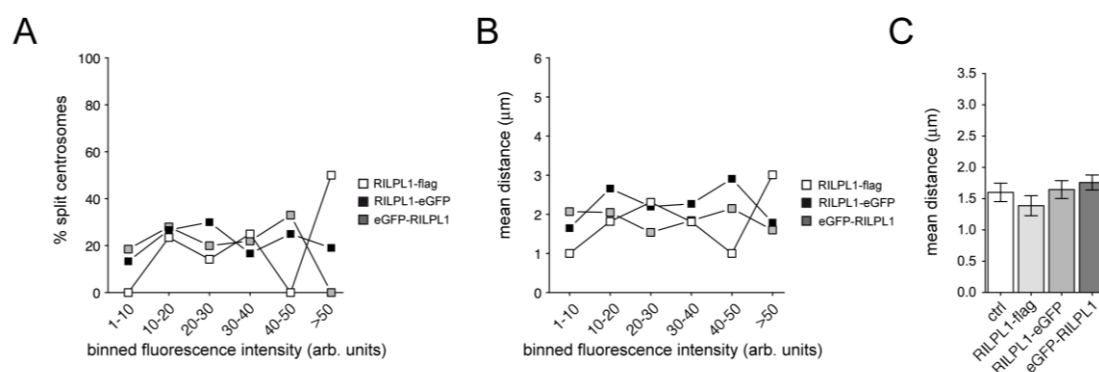 A
% split centrosomes
100
80
60
40
20
0
1-10
10-20
20-30
30-40
40-50
>50
binned fluorescence intensity (arb. units)
RILPL1-flag
RILPL1-eGFP
eGFP-RILPL1
B
mean distance (µm)
6
5
4
3
2
1
0
1-10
10-20
20-30
30-40
40-50
>50
binned fluorescence intensity (arb. units)
RILPL1-flag
RILPL1-eGFP
eGFP-RILPL1
C
mean distance (µm)
3.5
3.0
2.5
2.0
1.5
1.0
0.5
0.0
ctrl
RILPL1-flag
RILPL1-eGFP
eGFP-RILPL1